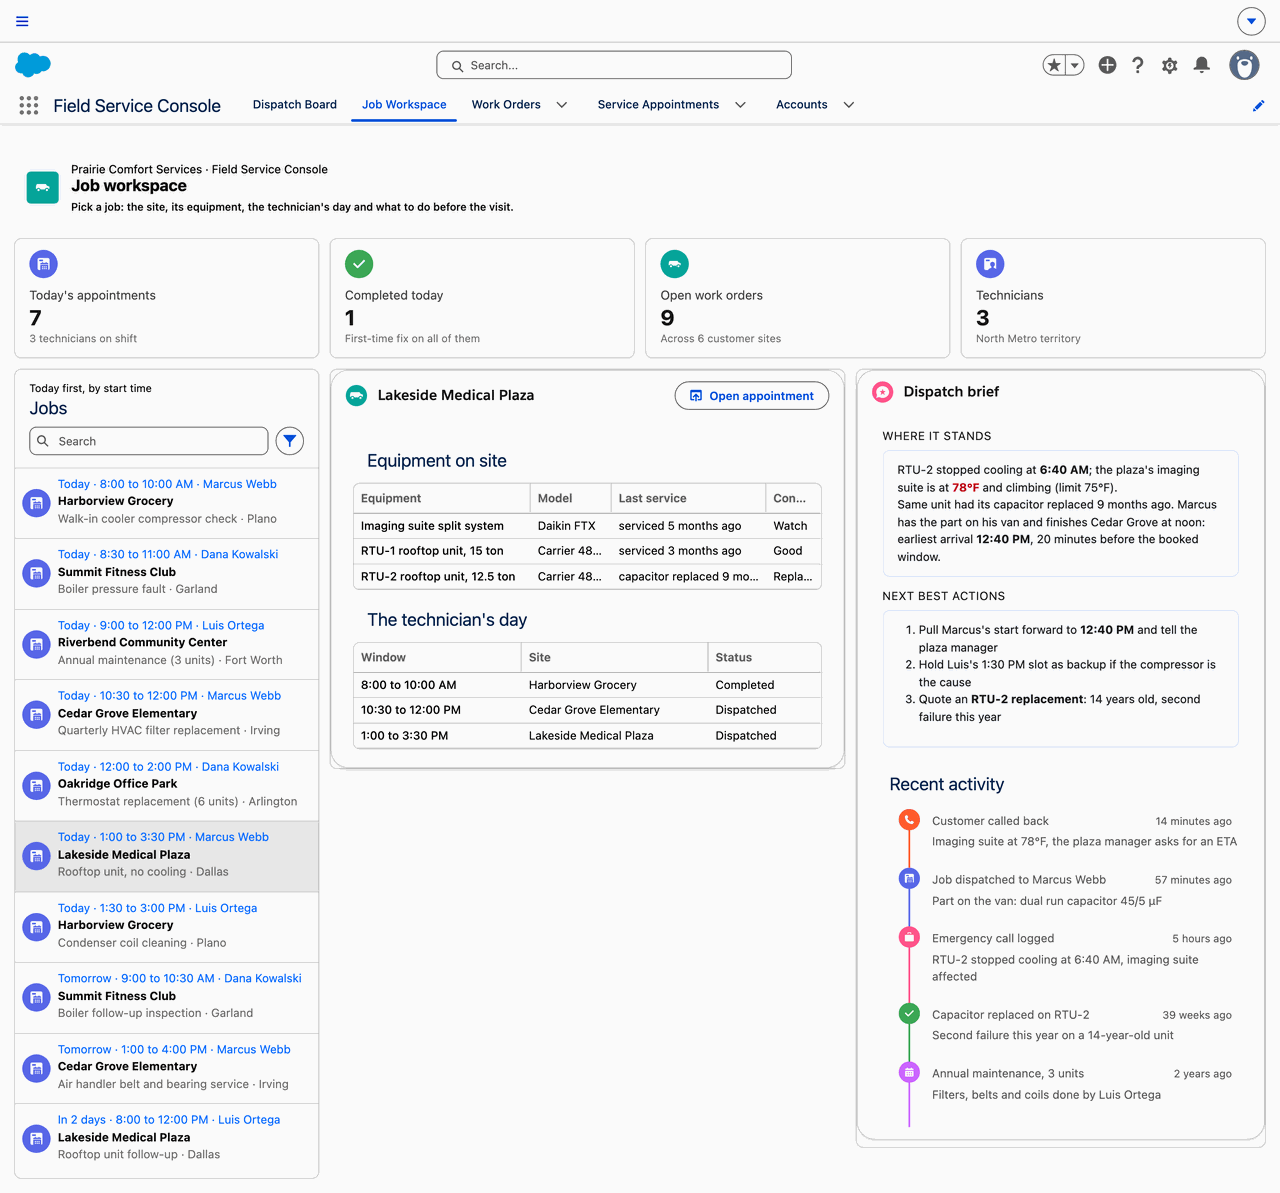 Search...
Field Service Console
Dispatch Board
Job Workspace
Work Orders
Service Appointments
Accounts
Prairie Comfort Services · Field Service Console
Job workspace
Pick a job: the site, its equipment, the technician's day and what to do before the visit.
Today's appointments
7
3 technicians on shift
Completed today
1
First-time fix on all of them
Open work orders
9
Across 6 customer sites
Technicians
3
North Metro territory
Today first, by start time
Jobs
Search
Today · 8:00 to 10:00 AM · Marcus Webb
Harborview Grocery
Walk-in cooler compressor check · Plano
Today · 8:30 to 11:00 AM · Dana Kowalski
Summit Fitness Club
Boiler pressure fault · Garland
Today · 9:00 to 12:00 PM · Luis Ortega
Riverbend Community Center
Annual maintenance (3 units) · Fort Worth
Today · 10:30 to 12:00 PM · Marcus Webb
Cedar Grove Elementary
Quarterly HVAC filter replacement · Irving
Today · 12:00 to 2:00 PM · Dana Kowalski
Oakridge Office Park
Thermostat replacement (6 units) · Arlington
Today · 1:00 to 3:30 PM · Marcus Webb
Lakeside Medical Plaza
Rooftop unit, no cooling · Dallas
Today · 1:30 to 3:00 PM · Luis Ortega
Harborview Grocery
Condenser coil cleaning · Plano
Tomorrow · 9:00 to 10:30 AM · Dana Kowalski
Summit Fitness Club
Boiler follow-up inspection · Garland
Tomorrow · 1:00 to 4:00 PM · Marcus Webb
Cedar Grove Elementary
Air handler belt and bearing service · Irving
In 2 days · 8:00 to 12:00 PM · Luis Ortega
Lakeside Medical Plaza
Rooftop unit follow-up · Dallas
Lakeside Medical Plaza
Open appointment
Equipment on site
Equipment Model Last service Con...
Imaging suite split system Daikin FTX serviced 5 months ago Watch
RTU-1 rooftop unit, 15 ton Carrier 48... serviced 3 months ago Good
RTU-2 rooftop unit, 12.5 ton Carrier 48... capacitor replaced 9 mo... Repla...
The technician's day
Window Site Status
8:00 to 10:00 AM Harborview Grocery Completed
10:30 to 12:00 PM Cedar Grove Elementary Dispatched
1:00 to 3:30 PM Lakeside Medical Plaza Dispatched
Dispatch brief
WHERE IT STANDS
RTU-2 stopped cooling at 6:40 AM; the plaza's imaging
suite is at 78°F and climbing (limit 75°F).
Same unit had its capacitor replaced 9 months ago. Marcus
has the part on his van and finishes Cedar Grove at noon:
earliest arrival 12:40 PM, 20 minutes before the booked
window.
NEXT BEST ACTIONS
1. Pull Marcus's start forward to 12:40 PM and tell the
plaza manager
2. Hold Luis's 1:30 PM slot as backup if the compressor is
the cause
3. Quote an RTU-2 replacement: 14 years old, second
failure this year
Recent activity
Customer called back 14 minutes ago
Imaging suite at 78°F, the plaza manager asks for an ETA
Job dispatched to Marcus Webb 57 minutes ago
Part on the van: dual run capacitor 45/5 µF
Emergency call logged 5 hours ago
RTU-2 stopped cooling at 6:40 AM, imaging suite
affected
Capacitor replaced on RTU-2 39 weeks ago
Second failure this year on a 14-year-old unit
Annual maintenance, 3 units 2 years ago
Filters, belts and coils done by Luis Ortega